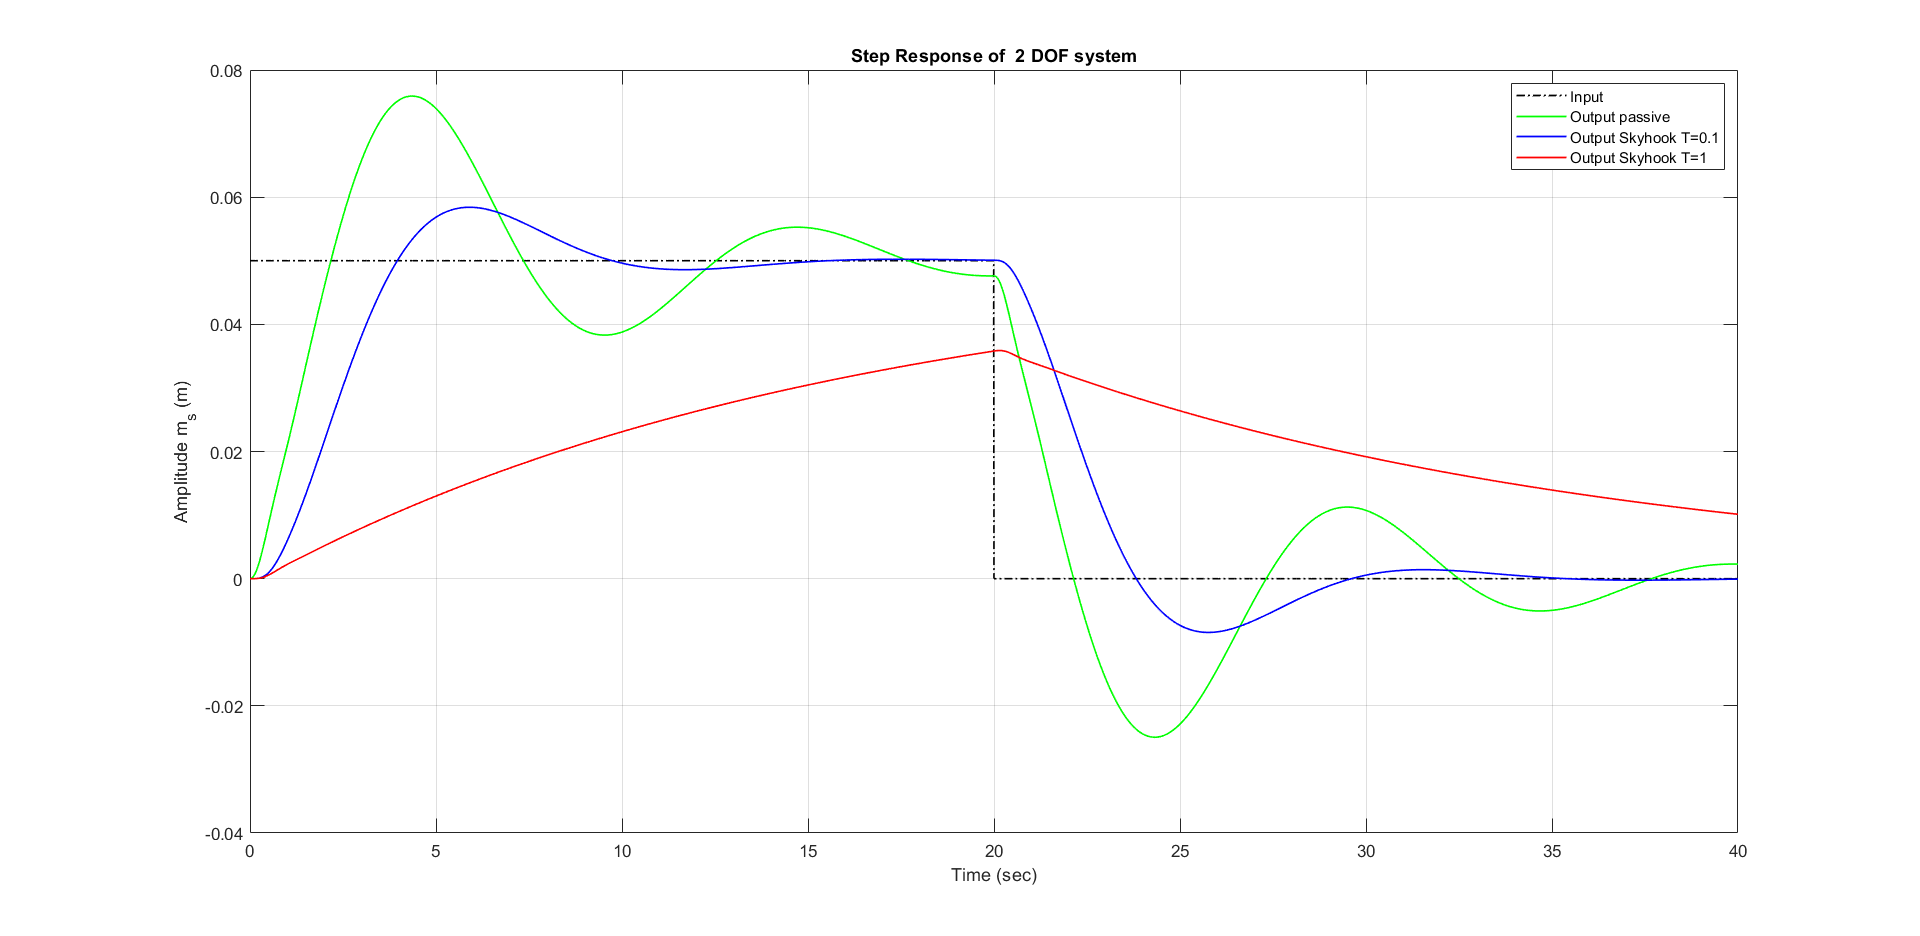 Step Response of 2 DOF system
0.08
0.06
0.04
0.02
0
-0.02
-0.04
Amplitude m_s (m)
Input
Output passive
Output Skyhook T=0.1
Output Skyhook T=1
0 5 10 15 20 25 30 35 40
Time (sec)